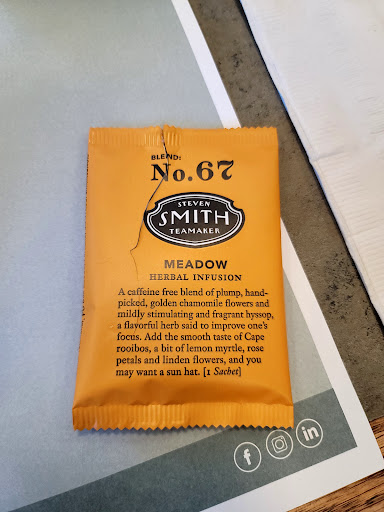 BLEND:
No.67
STEVEN
SMITH
TEAMAKER
MEADOW
HERBAL INFUSION
A caffeine free blend of plump, hand-
picked, golden chamomile flowers and
mildly stimulating and fragrant hyssop,
a flavorful herb said to improve one's
focus. Add the smooth taste of Cape
rooibos, a bit of lemon myrtle, rose
petals and linden flowers, and you
may want a sun hat. [1 Sachet]
f
in